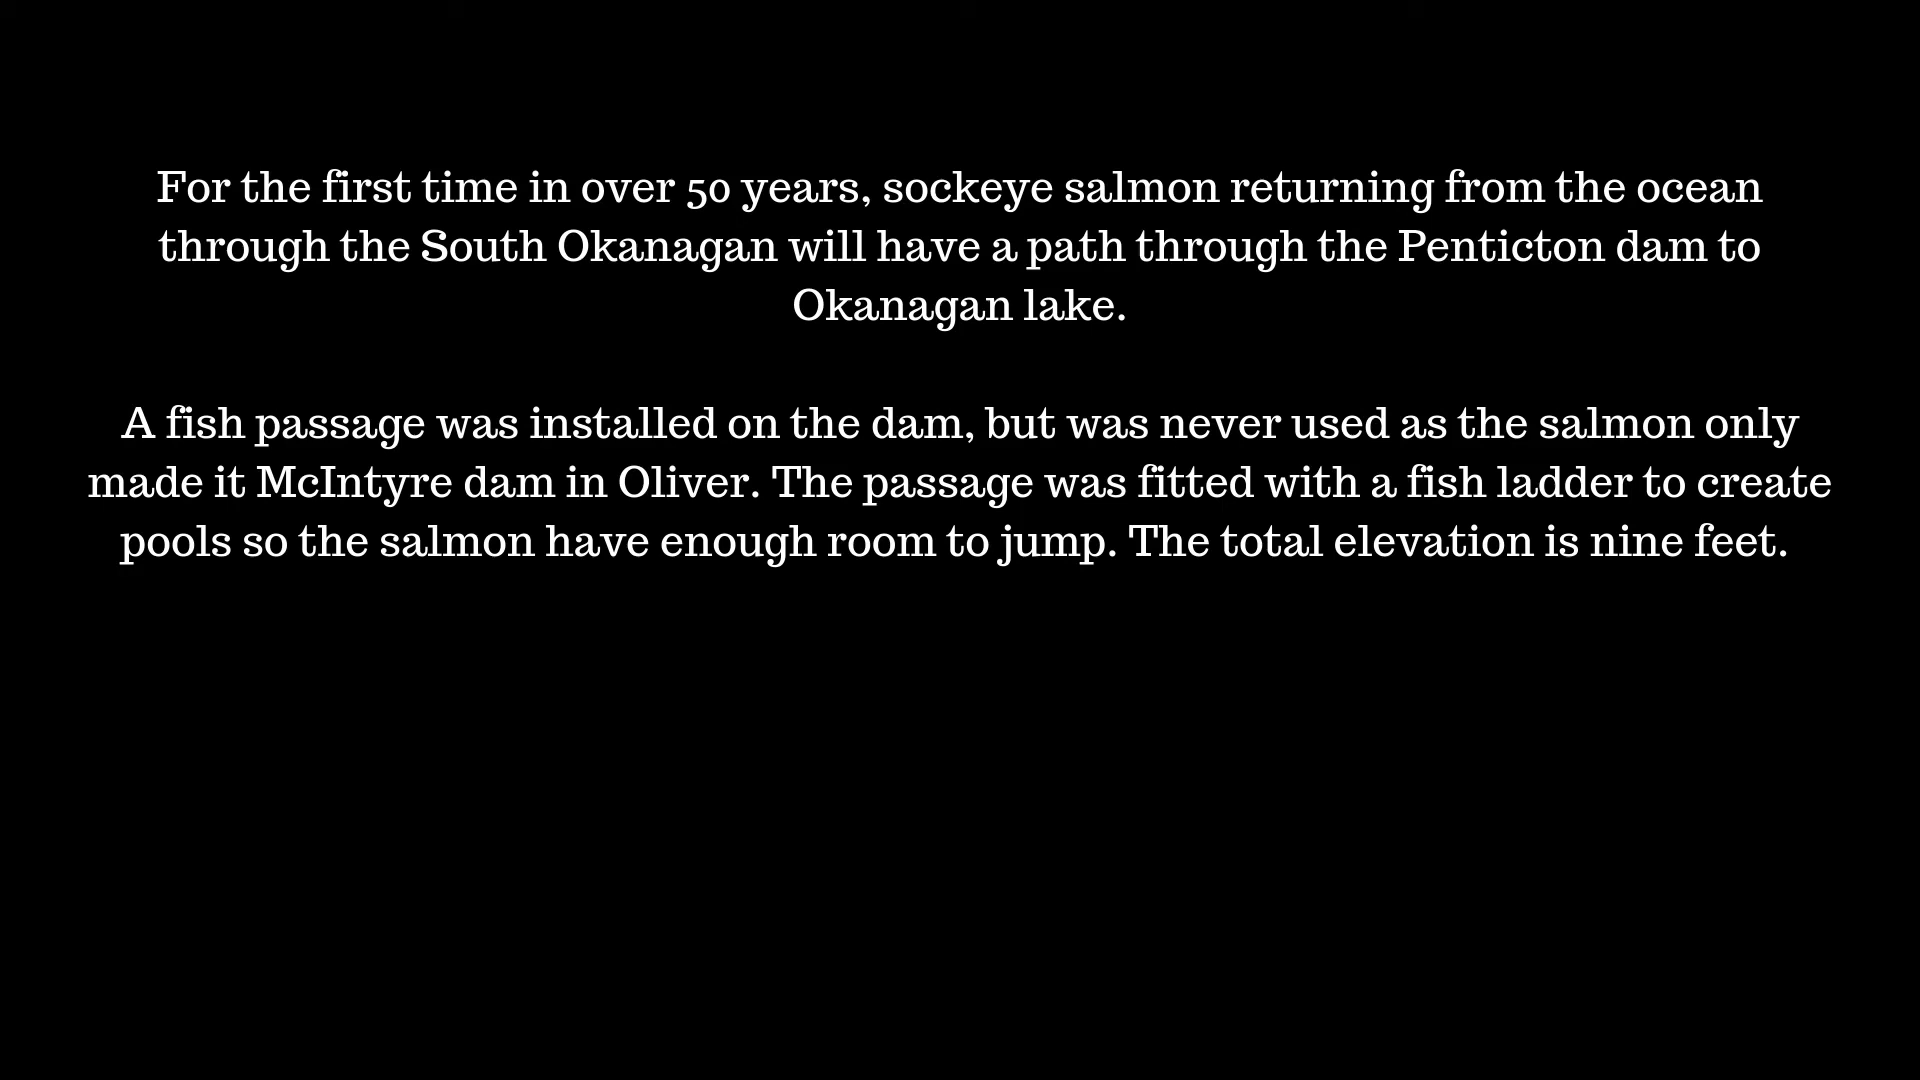 For the first time in over 50 years, sockeye salmon returning from the ocean
through the South Okanagan will have a path through the Penticton dam to
Okanagan lake.
A fish passage was installed on the dam, but was never used as the salmon only
made it McIntyre dam in Oliver. The passage was fitted with a fish ladder to create
pools so the salmon have enough room to jump. The total elevation is nine feet.